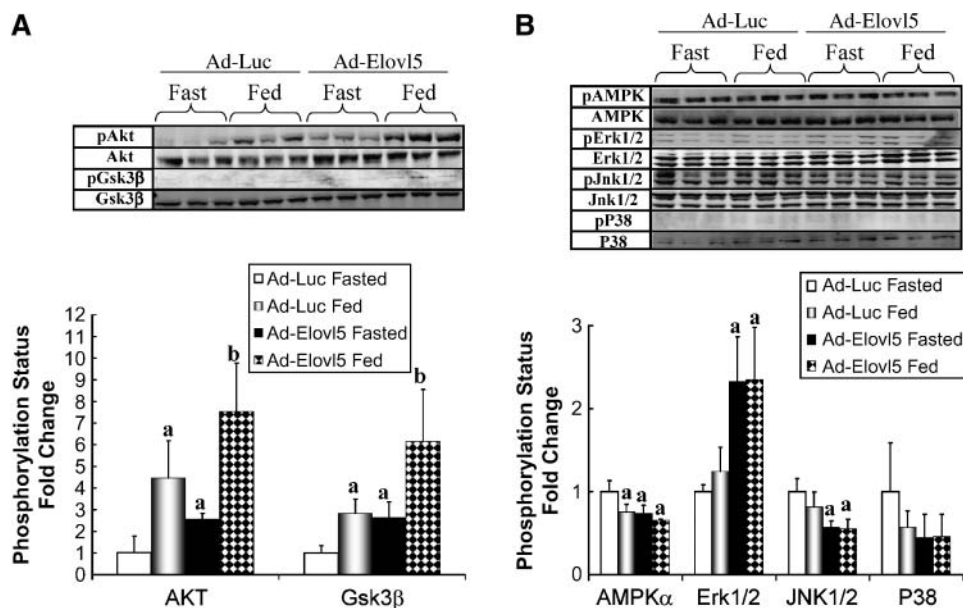 A
Ad-Luc Ad-Elovl5
Fast Fed Fast Fed
pAkt
Akt
pGsk3β
Gsk3β
Phosphorylation Status
Fold Change
12
11
10
9
8
7
6
5
4
3
2
1
0
Ad-Luc Fasted
Ad-Luc Fed
Ad-Elovl5 Fasted
Ad-Elovl5 Fed
a
a
b
a
a
b
AKT Gsk3β
B
Ad-Luc Ad-Elovl5
Fast Fed Fast Fed
pAMPK
AMPK
pErk1/2
Erk1/2
pJnk1/2
Jnk1/2
pP38
P38
Phosphorylation Status
Fold Change
3
2
1
0
Ad-Luc Fasted
Ad-Luc Fed
Ad-Elovl5 Fasted
Ad-Elovl5 Fed
a a a
a a
a a
AMPKα Erk1/2 JNK1/2 P38